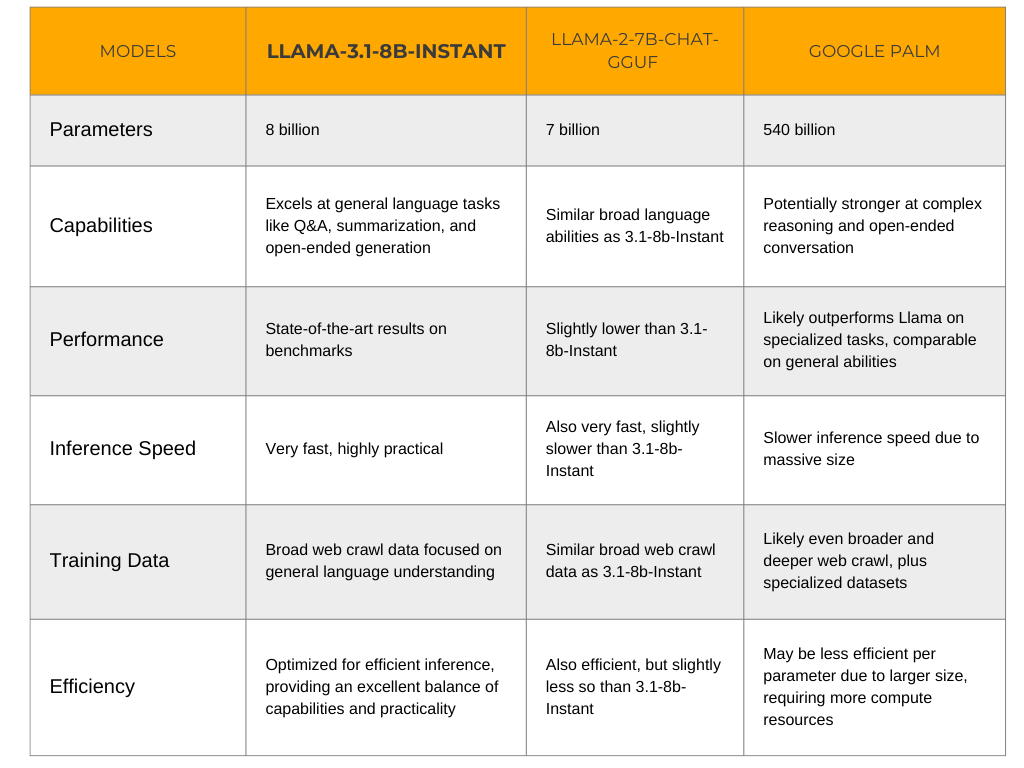 MODELS
LLAMA-3.1-8B-INSTANT
LLAMA-2-7B-CHAT-
GGUF
GOOGLE PALM
Parameters
8 billion
7 billion
540 billion
Capabilities
Excels at general language tasks
like Q&A, summarization, and
open-ended generation
Similar broad language
abilities as 3.1-8b-Instant
Potentially stronger at complex
reasoning and open-ended
conversation
Performance
State-of-the-art results on
benchmarks
Slightly lower than 3.1-
8b-Instant
Likely outperforms Llama on
specialized tasks, comparable
on general abilities
Inference Speed
Very fast, highly practical
Also very fast, slightly
slower than 3.1-8b-
Instant
Slower inference speed due to
massive size
Training Data
Broad web crawl data focused on
general language understanding
Similar broad web crawl
data as 3.1-8b-Instant
Likely even broader and
deeper web crawl, plus
specialized datasets
Efficiency
Optimized for efficient inference,
providing an excellent balance of
capabilities and practicality
Also efficient, but slightly
less so than 3.1-8b-
Instant
May be less efficient per
parameter due to larger size,
requiring more compute
resources